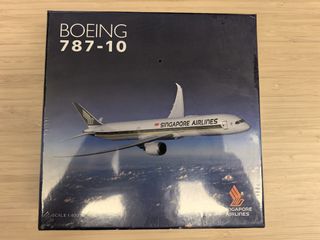 BOEING
787-10
SINGAPORE AIRLINES
SINGAPORE
AIRLINES